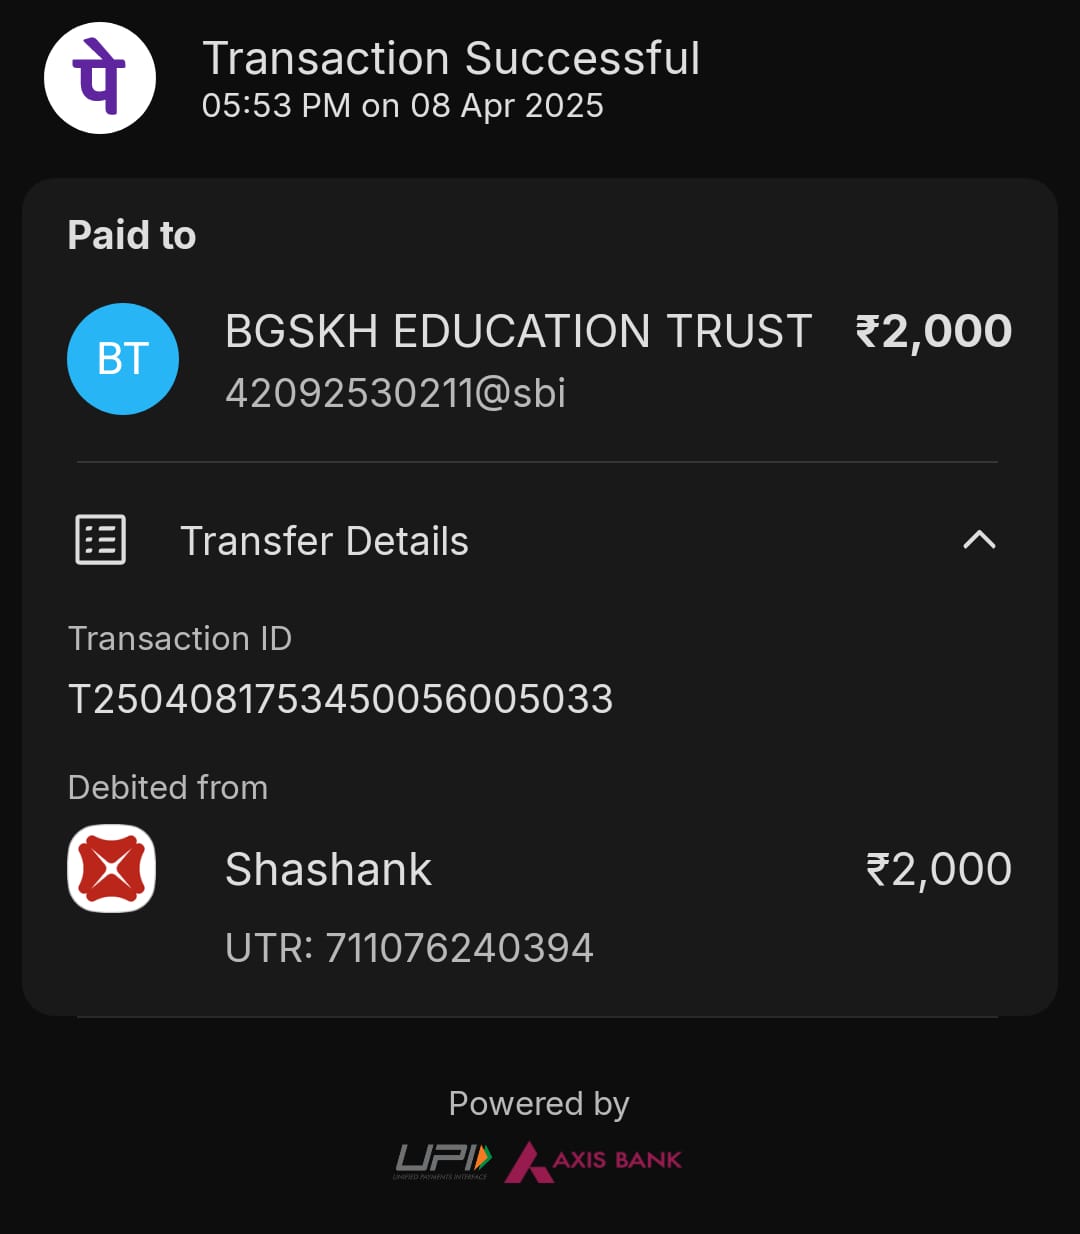 पे
Transaction Successful
05:53 PM on 08 Apr 2025
Paid to
BT
BGSKH EDUCATION TRUST ₹2,000
42092530211@sbi
Transfer Details
Transaction ID
T2504081753450056005033
Debited from
Shashank ₹2,000
UTR: 711076240394
Powered by
UPI AXIS BANK
UNIFIED PAYMENTS INTERFACE